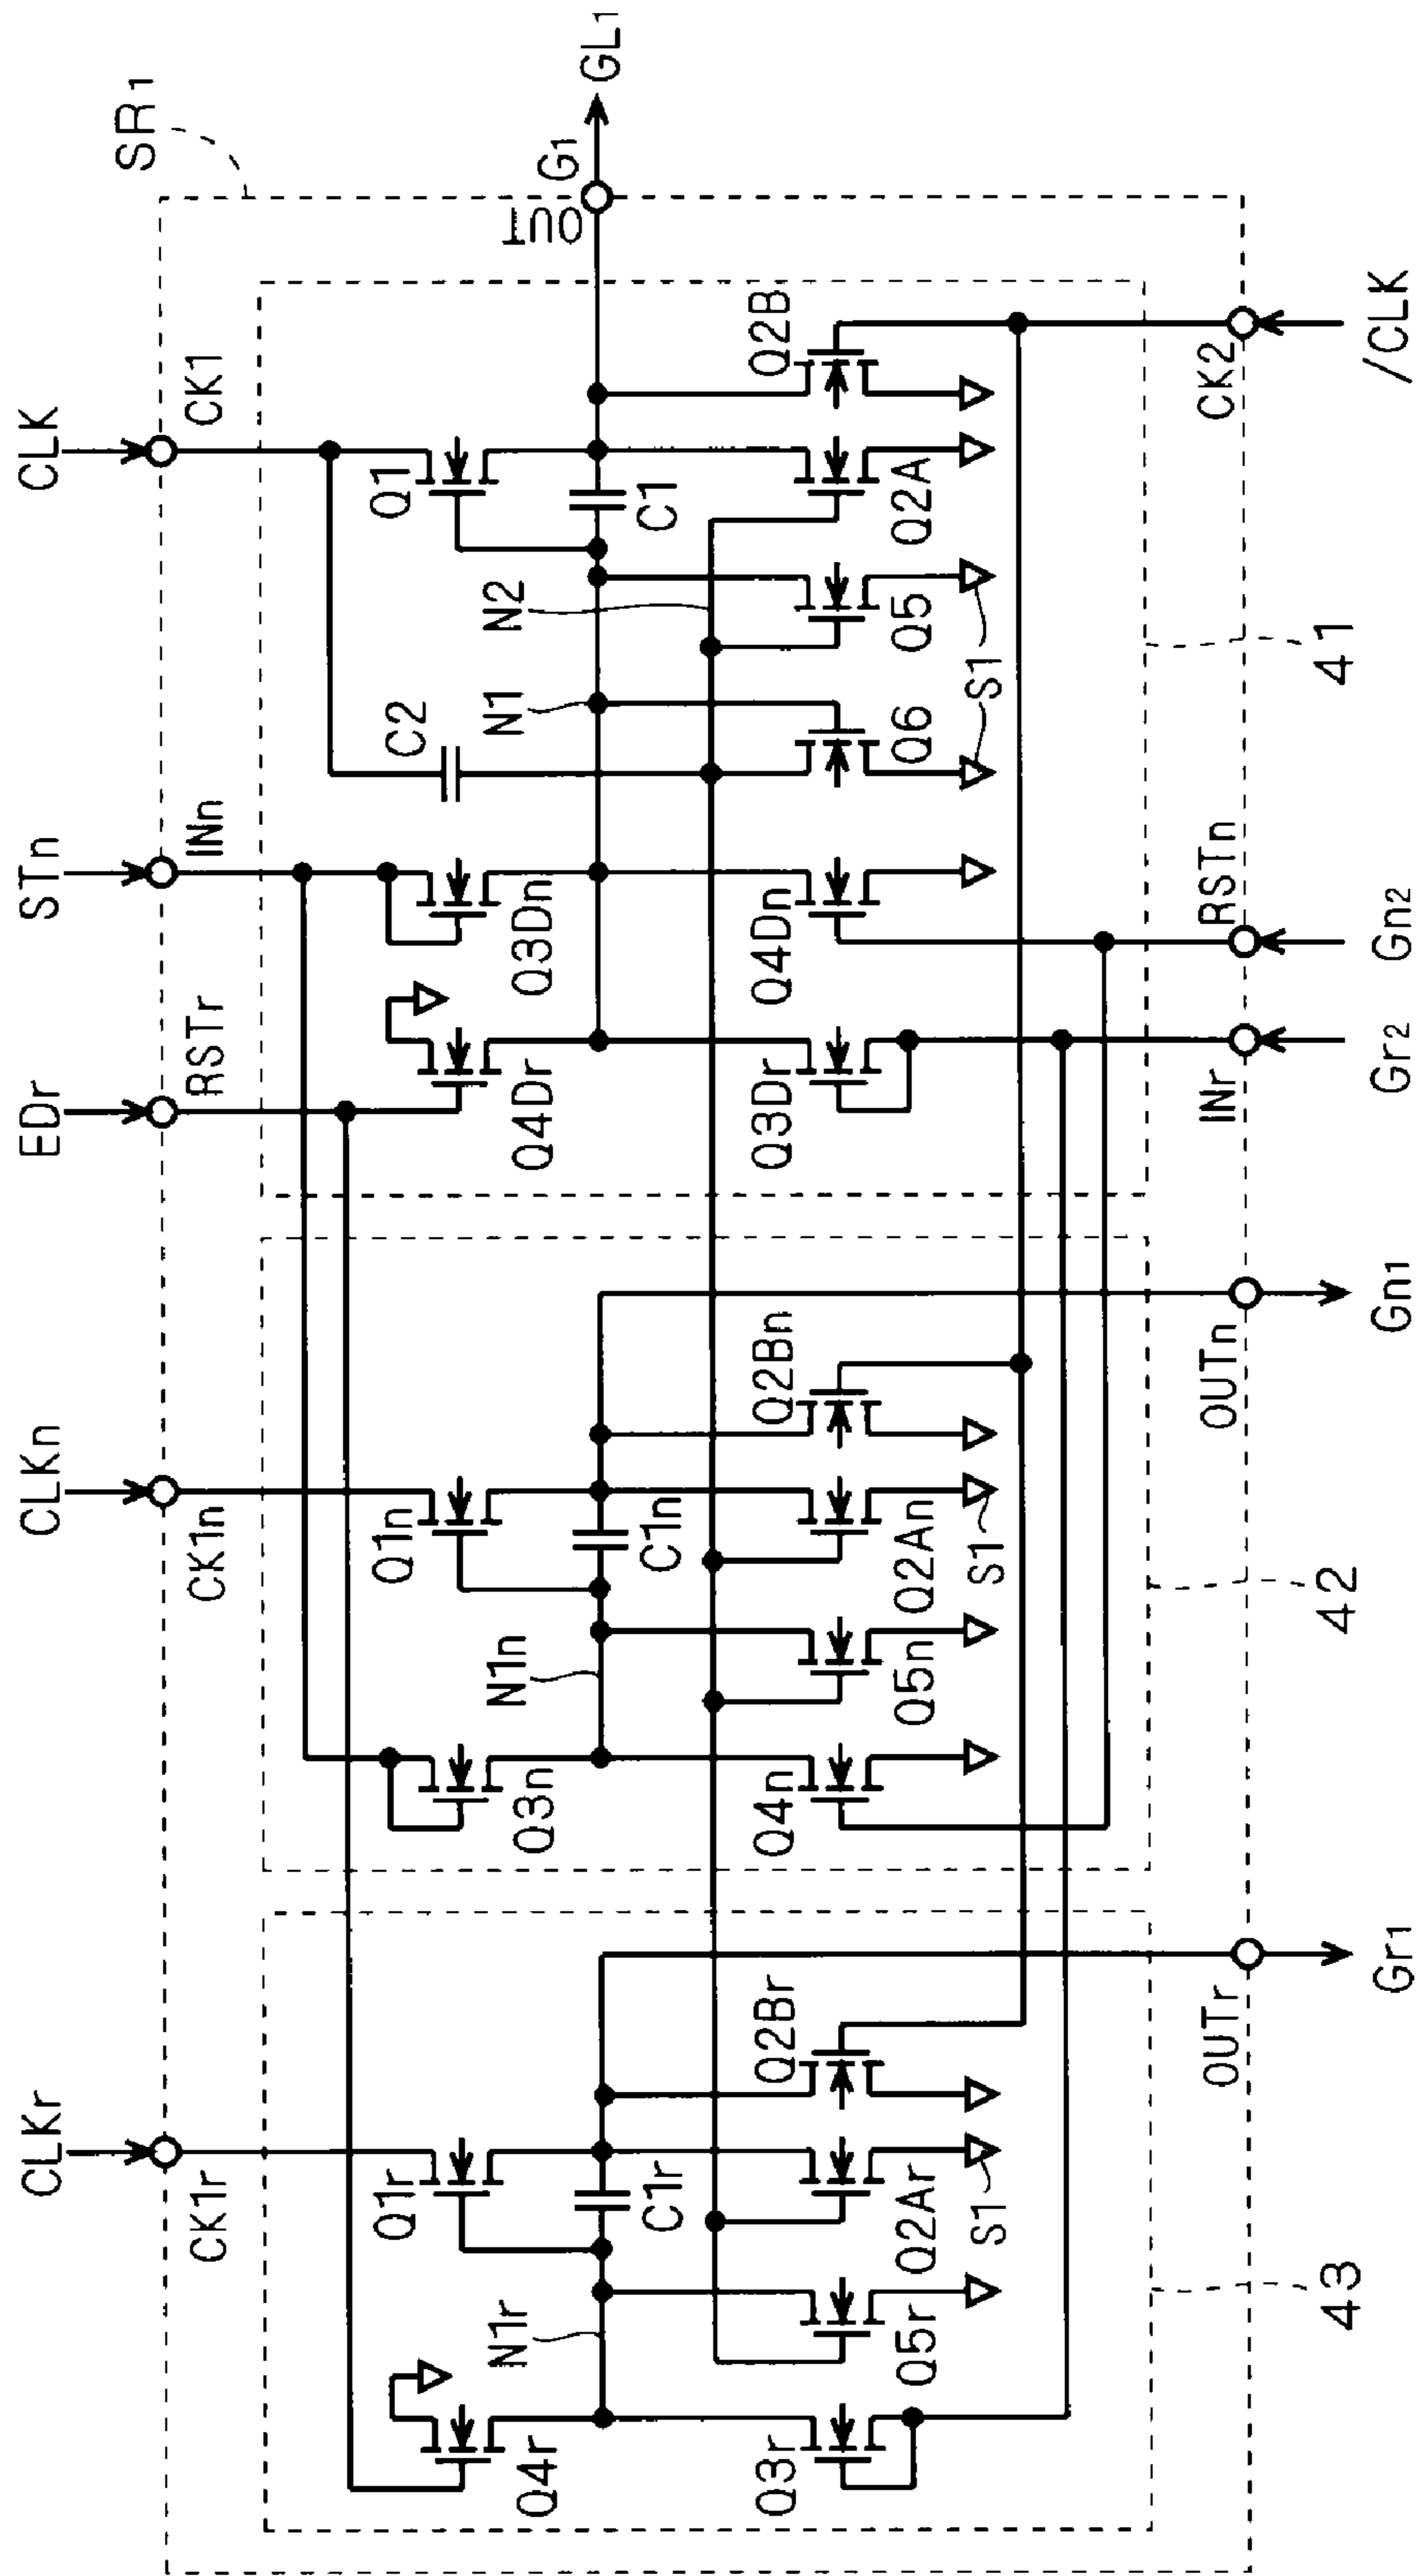 CLKr
CLKn
EDr
STn
CLK
SR1
CK1r
CK1n
RSTr
INn
CK1
Q4r
Q1r
Q3n
Q1n
Q4Dr
Q3Dn
C2
Q1
OUT
G1
GL1
N1r
C1r
N1n
C1n
N1
N2
C1
Q3r
Q5r
Q2Ar
Q2Br
Q4n
Q5n
Q2An
Q2Bn
Q3Dr
Q4Dn
Q6
Q5
Q2A
Q2B
S1
S1
S1
OUTr
OUTn
INr
RSTn
CK2
43
42
41
Gr1
Gn1
Gr2
Gn2
/CLK